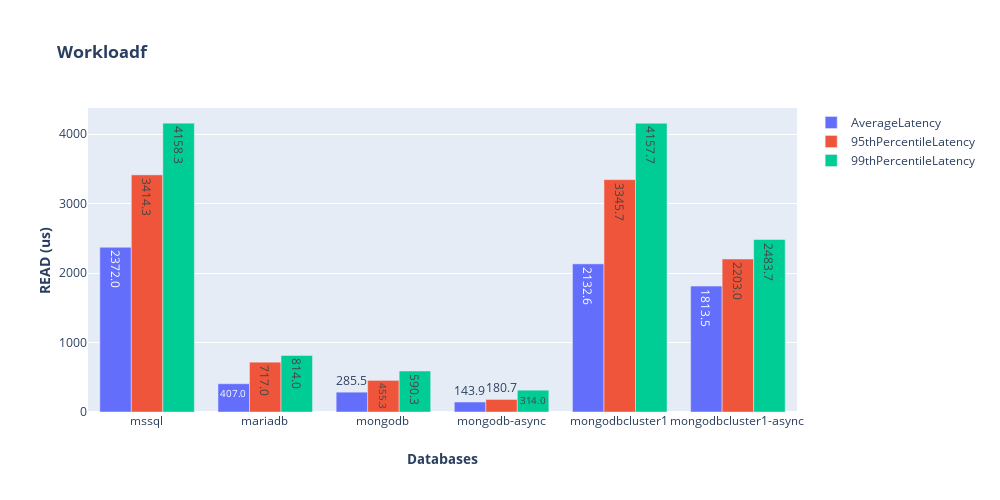 Workloadf
AverageLatency
95thPercentileLatency
99thPercentileLatency
READ (us)
4000
3000
2000
1000
0
2372.0
3414.3
4158.3
407.0
717.0
814.0
285.5
455.3
590.3
143.9
180.7
314.0
2132.6
3345.7
4157.7
1813.5
2203.0
2483.7
mssql
mariadb
mongodb
mongodb-async
mongodbcluster1
mongodbcluster1-async
Databases